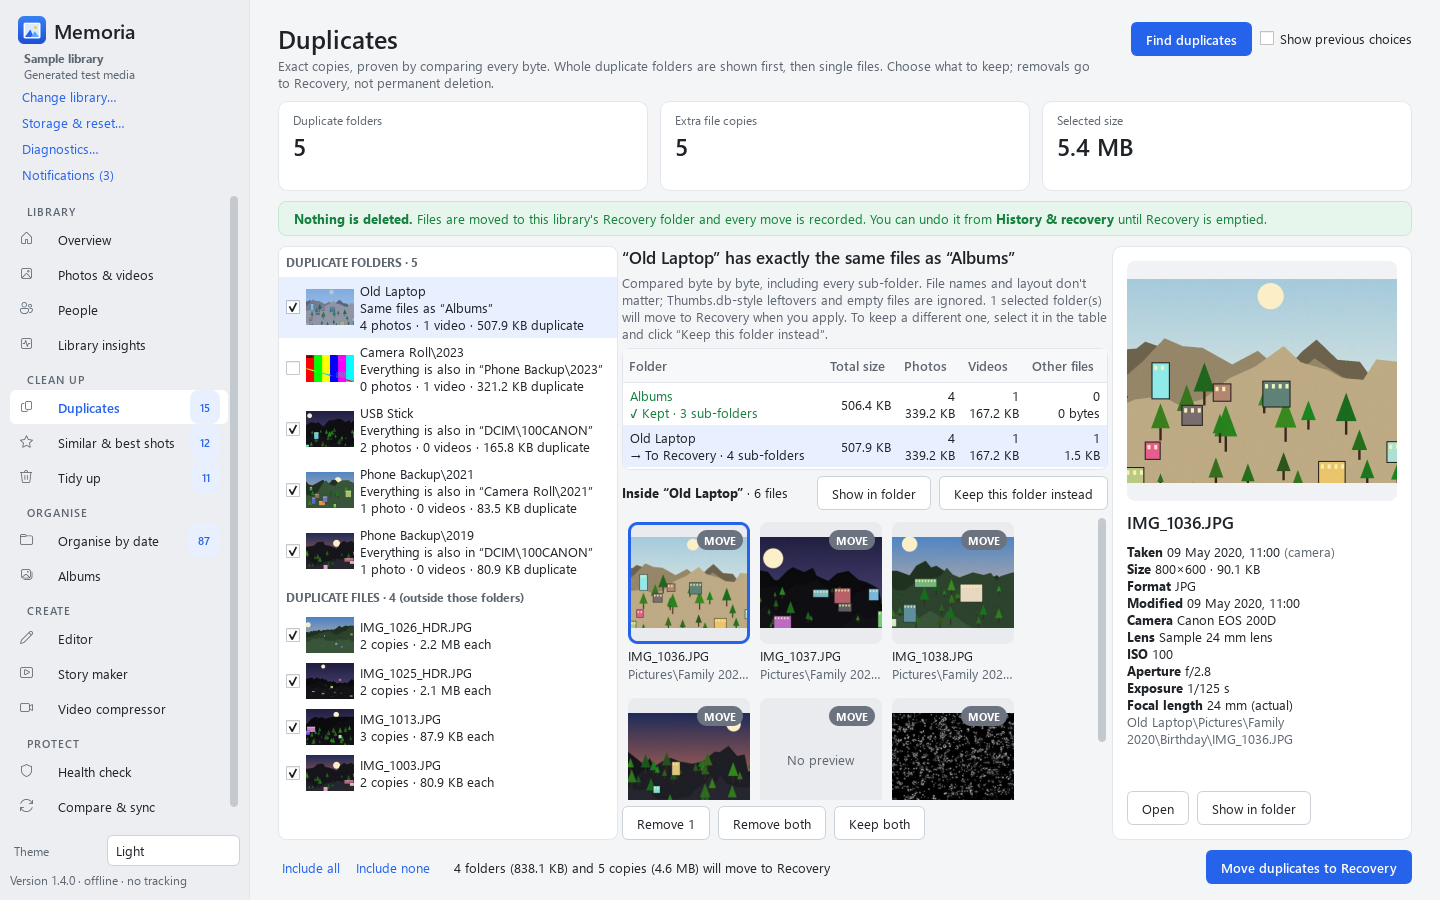 Memoria
Sample library
Generated test media
Change library...
Storage & reset...
Diagnostics...
Notifications (3)
LIBRARY
Overview
Photos & videos
People
Library insights
CLEAN UP
Duplicates 15
Similar & best shots 12
Tidy up 11
ORGANISE
Organise by date 87
Albums
CREATE
Editor
Story maker
Video compressor
PROTECT
Health check
Compare & sync
Theme Light
Version 1.4.0 · offline · no tracking
Duplicates
Exact copies, proven by comparing every byte. Whole duplicate folders are shown first, then single files. Choose what to keep; removals go
to Recovery, not permanent deletion.
Find duplicates
Show previous choices
Duplicate folders
5
Extra file copies
5
Selected size
5.4 MB
Nothing is deleted. Files are moved to this library's Recovery folder and every move is recorded. You can undo it from History & recovery until Recovery is emptied.
DUPLICATE FOLDERS · 5
Old Laptop
Same files as “Albums”
4 photos · 1 video · 507.9 KB duplicate
Camera Roll\2023
Everything is also in “Phone Backup\2023”
0 photos · 1 video · 321.2 KB duplicate
USB Stick
Everything is also in “DCIM\100CANON”
2 photos · 0 videos · 165.8 KB duplicate
Phone Backup\2021
Everything is also in “Camera Roll\2021”
1 photo · 0 videos · 83.5 KB duplicate
Phone Backup\2019
Everything is also in “DCIM\100CANON”
1 photo · 0 videos · 80.9 KB duplicate
DUPLICATE FILES · 4 (outside those folders)
IMG_1026_HDR.JPG
2 copies · 2.2 MB each
IMG_1025_HDR.JPG
2 copies · 2.1 MB each
IMG_1013.JPG
3 copies · 87.9 KB each
IMG_1003.JPG
2 copies · 80.9 KB each
“Old Laptop” has exactly the same files as “Albums”
Compared byte by byte, including every sub-folder. File names and layout don't
matter; Thumbs.db-style leftovers and empty files are ignored. 1 selected folder(s)
will move to Recovery when you apply. To keep a different one, select it in the table
and click “Keep this folder instead”.
Folder Total size Photos Videos Other files
Albums 506.4 KB 4 1 0
✓ Kept · 3 sub-folders 339.2 KB 167.2 KB 0 bytes
Old Laptop 507.9 KB 4 1 1
→ To Recovery · 4 sub-folders 339.2 KB 167.2 KB 1.5 KB
Inside “Old Laptop” · 6 files
Show in folder
Keep this folder instead
MOVE MOVE MOVE
IMG_1036.JPG IMG_1037.JPG IMG_1038.JPG
Pictures\Family 202... Pictures\Family 202... Pictures\Family 202...
MOVE MOVE MOVE
No preview
Remove 1
Remove both
Keep both
IMG_1036.JPG
Taken 09 May 2020, 11:00 (camera)
Size 800×600 · 90.1 KB
Format JPG
Modified 09 May 2020, 11:00
Camera Canon EOS 200D
Lens Sample 24 mm lens
ISO 100
Aperture f/2.8
Exposure 1/125 s
Focal length 24 mm (actual)
Old Laptop\Pictures\Family
2020\Birthday\IMG_1036.JPG
Open
Show in folder
Include all
Include none
4 folders (838.1 KB) and 5 copies (4.6 MB) will move to Recovery
Move duplicates to Recovery